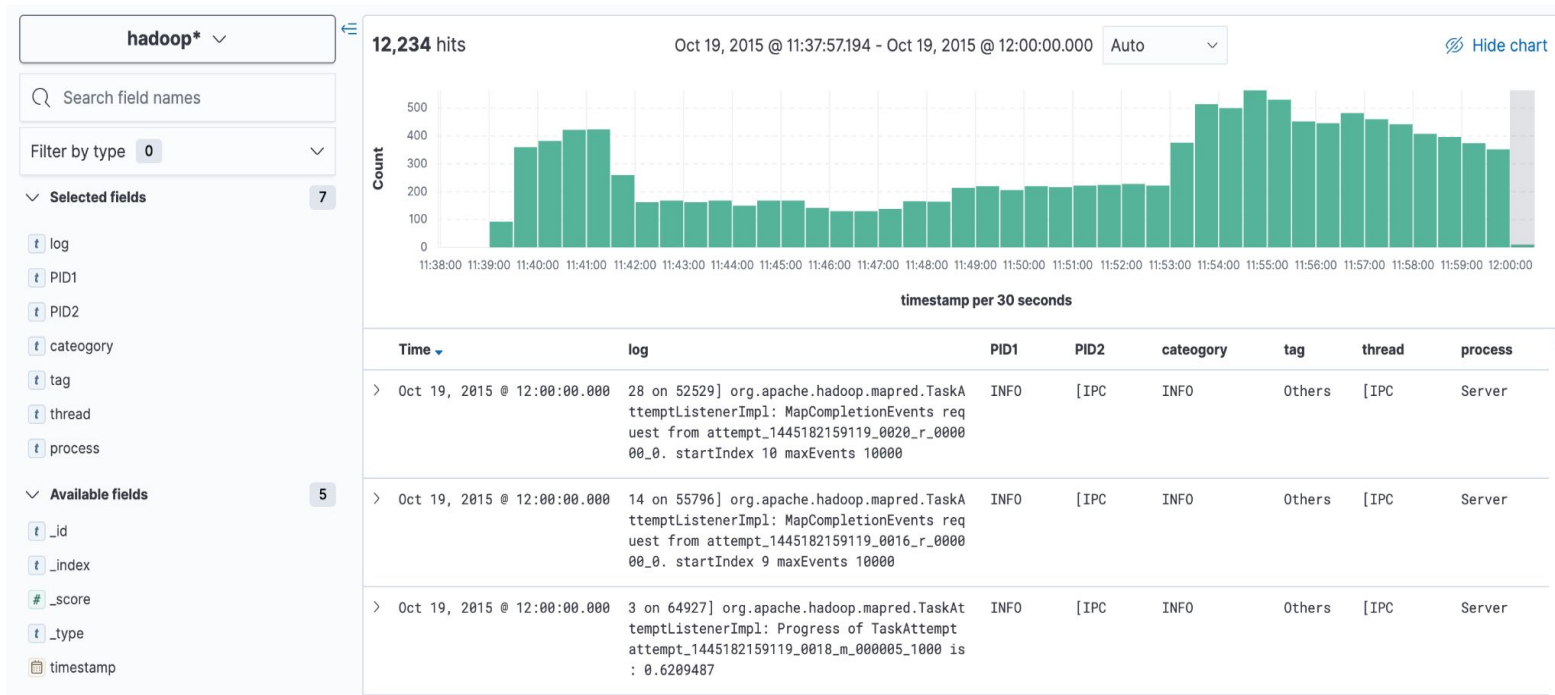 hadoop*
Search field names
Filter by type 0
Selected fields 7
t log
t PID1
t PID2
t cateogory
t tag
t thread
t process
Available fields 5
t _id
t _index
# _score
t _type
timestamp
12,234 hits
Oct 19, 2015 @ 11:37:57.194 - Oct 19, 2015 @ 12:00:00.000 Auto
Hide chart
Count
500
400
300
200
100
0
11:38:00 11:39:00 11:40:00 11:41:00 11:42:00 11:43:00 11:44:00 11:45:00 11:46:00 11:47:00 11:48:00 11:49:00 11:50:00 11:51:00 11:52:00 11:53:00 11:54:00 11:55:00 11:56:00 11:57:00 11:58:00 11:59:00 12:00:00
timestamp per 30 seconds
Time log PID1 PID2 cateogory tag thread process
Oct 19, 2015 @ 12:00:00.000 28 on 52529] org.apache.hadoop.mapred.TaskA INFO [IPC INFO Others [IPC Server
ttemptListenerImpl: MapCompletionEvents req
uest from attempt_1445182159119_0020_r_0000
00_0. startIndex 10 maxEvents 10000
Oct 19, 2015 @ 12:00:00.000 14 on 55796] org.apache.hadoop.mapred.TaskA INFO [IPC INFO Others [IPC Server
ttemptListenerImpl: MapCompletionEvents req
uest from attempt_1445182159119_0016_r_0000
00_0. startIndex 9 maxEvents 10000
Oct 19, 2015 @ 12:00:00.000 3 on 64927] org.apache.hadoop.mapred.TaskAt INFO [IPC INFO Others [IPC Server
temptListenerImpl: Progress of TaskAttempt
attempt_1445182159119_0018_m_000005_1000 is
: 0.6209487